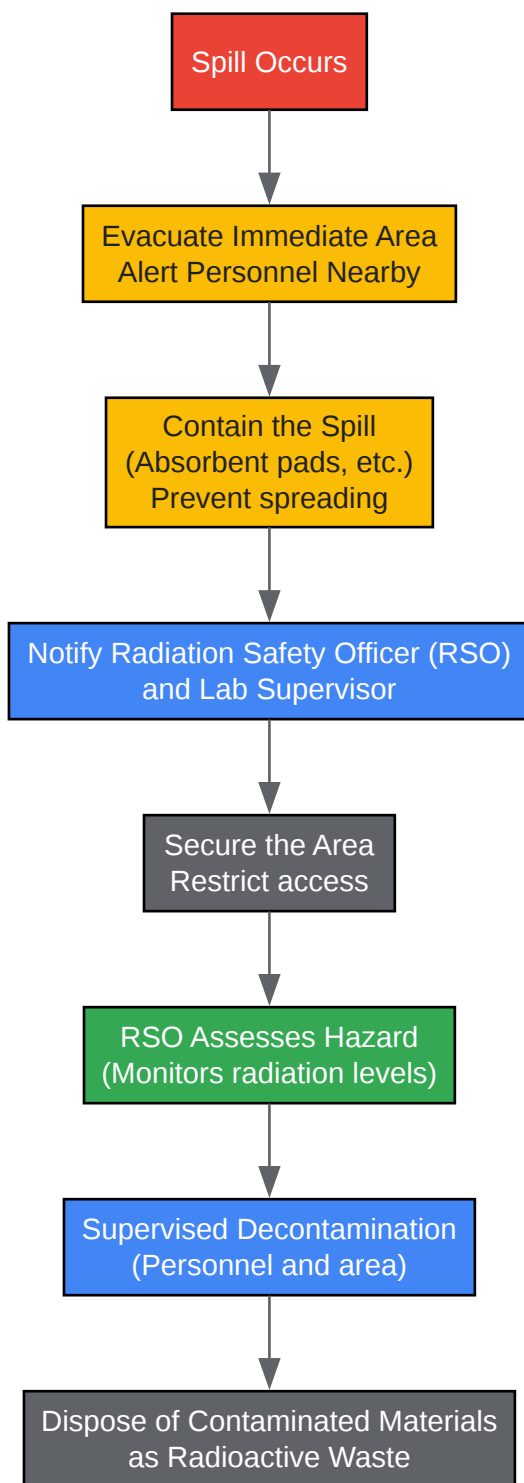 Spill Occurs
Evacuate Immediate Area
Alert Personnel Nearby
Contain the Spill
(Absorbent pads, etc.)
Prevent spreading
Notify Radiation Safety Officer (RSO)
and Lab Supervisor
Secure the Area
Restrict access
RSO Assesses Hazard
(Monitors radiation levels)
Supervised Decontamination
(Personnel and area)
Dispose of Contaminated Materials
as Radioactive Waste